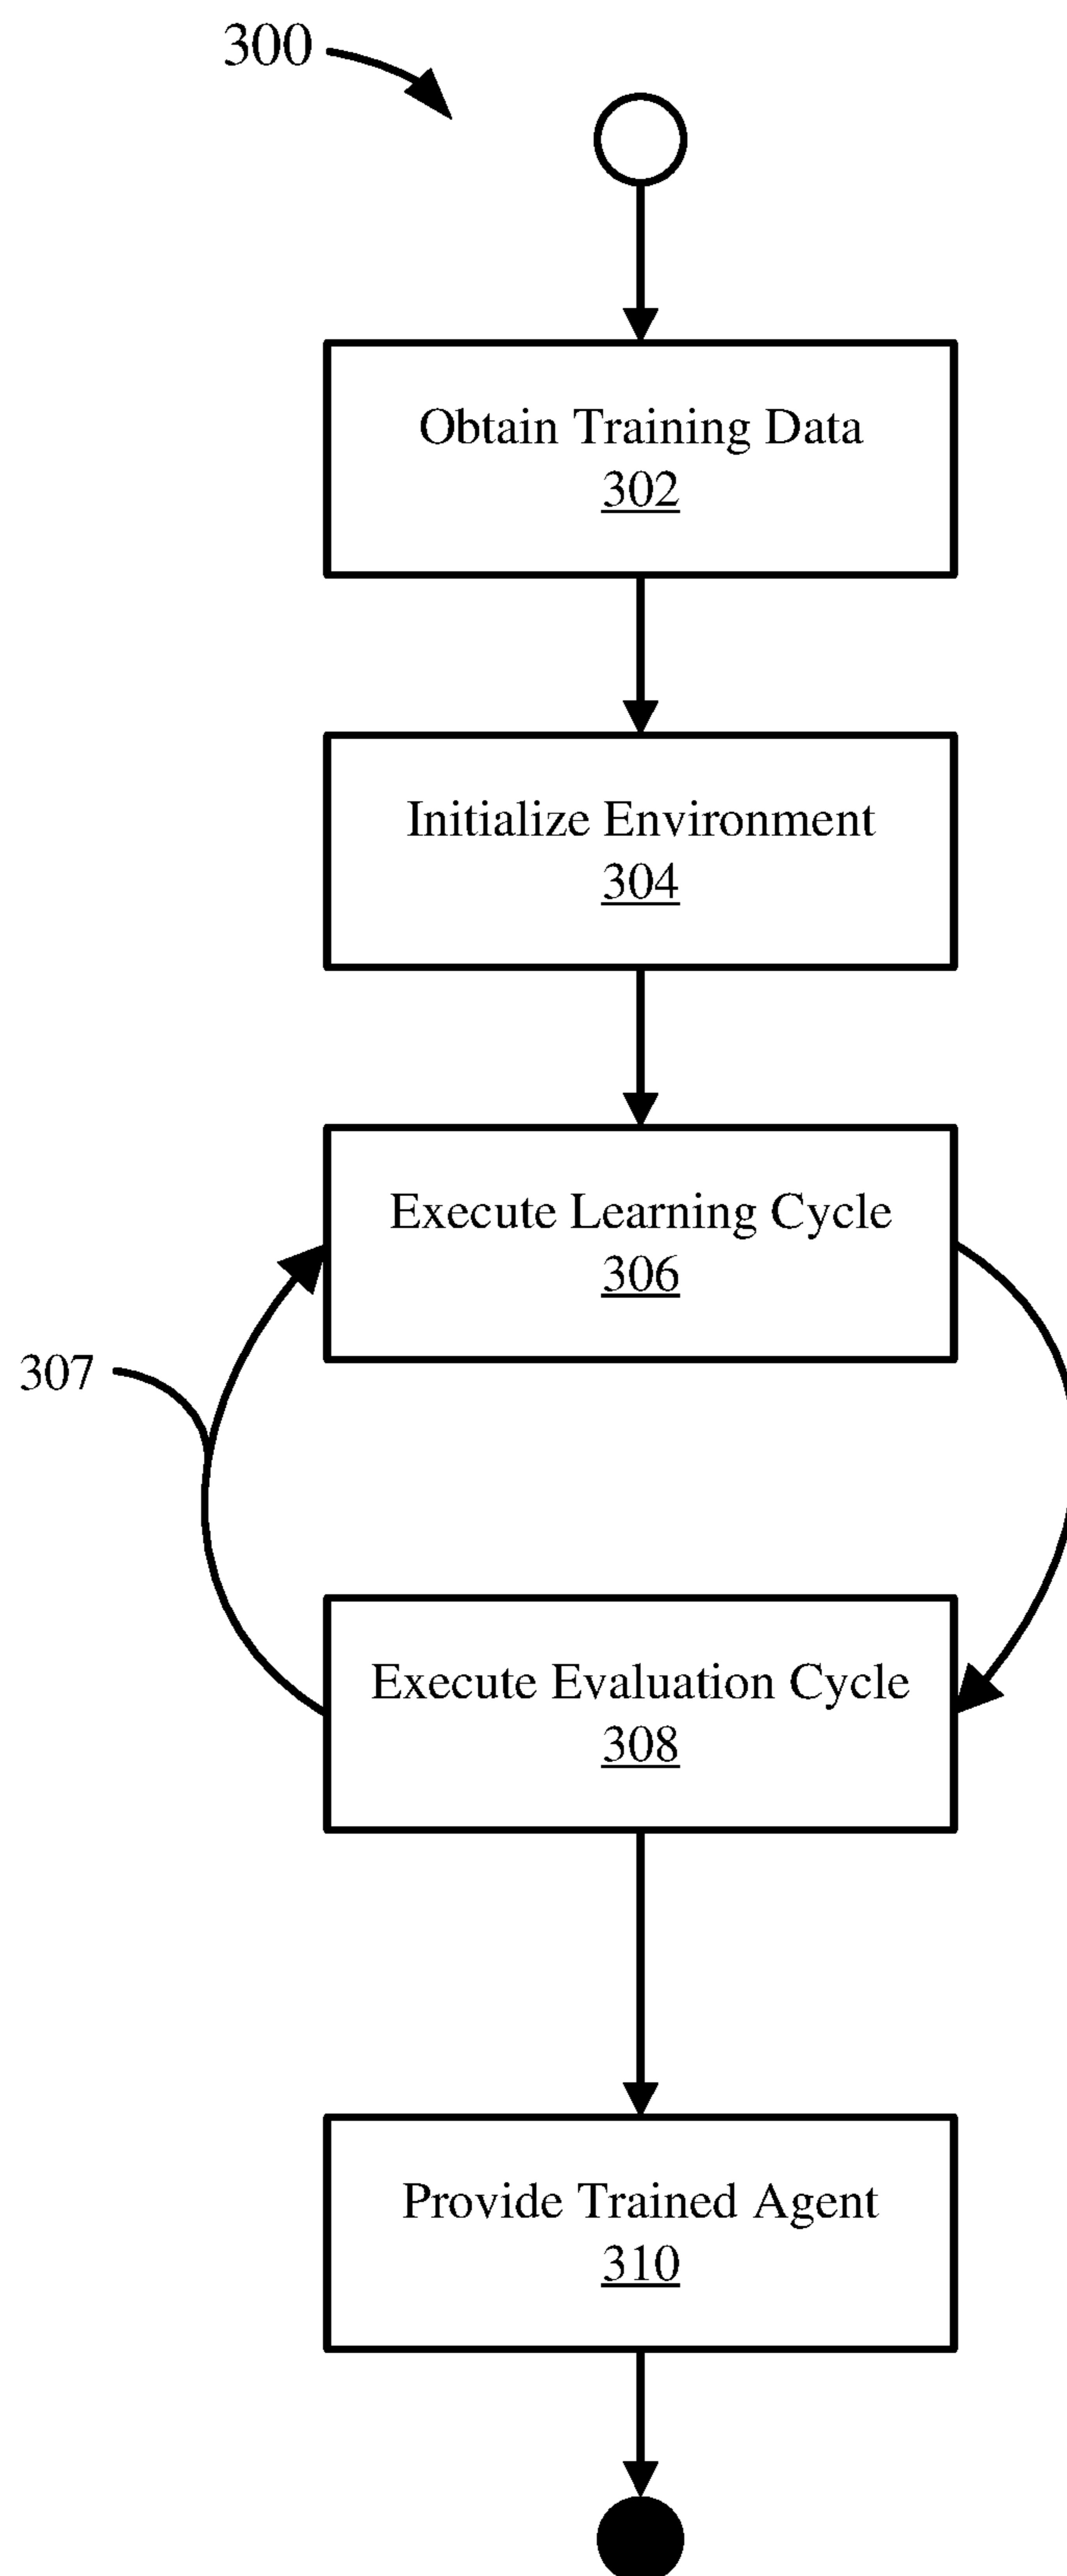 300
Obtain Training Data
302
Initialize Environment
304
Execute Learning Cycle
306
307
Execute Evaluation Cycle
308
Provide Trained Agent
310